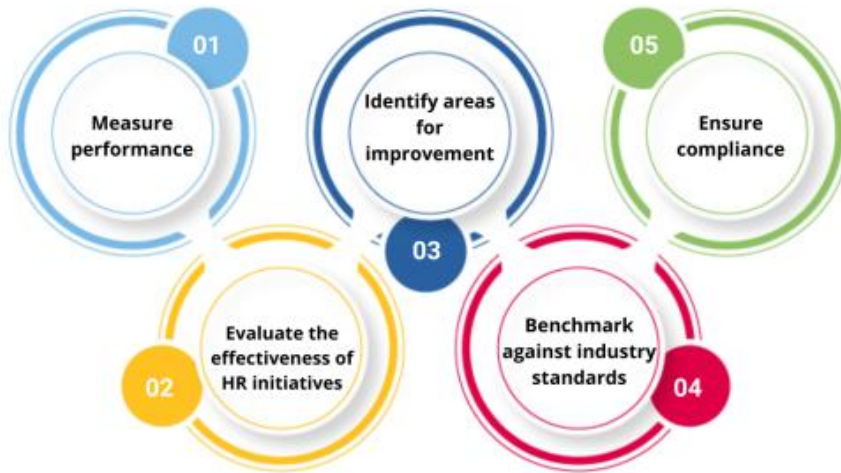 01
Measure
performance
02
Evaluate the
effectiveness of
HR initiatives
03
Identify areas
for
improvement
04
Benchmark
against industry
standards
05
Ensure
compliance